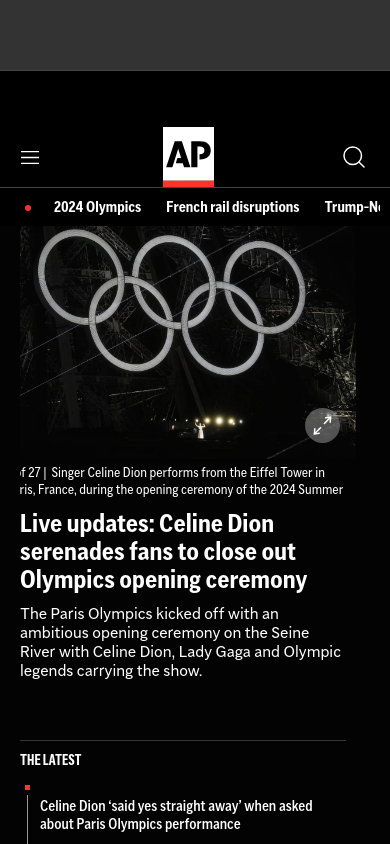 AP
2024 Olympics French rail disruptions Trump-Ne
of 27 | Singer Celine Dion performs from the Eiffel Tower in
ris, France, during the opening ceremony of the 2024 Summer
Live updates: Celine Dion
serenades fans to close out
Olympics opening ceremony
The Paris Olympics kicked off with an
ambitious opening ceremony on the Seine
River with Celine Dion, Lady Gaga and Olympic
legends carrying the show.
THE LATEST
Celine Dion ‘said yes straight away’ when asked
about Paris Olympics performance